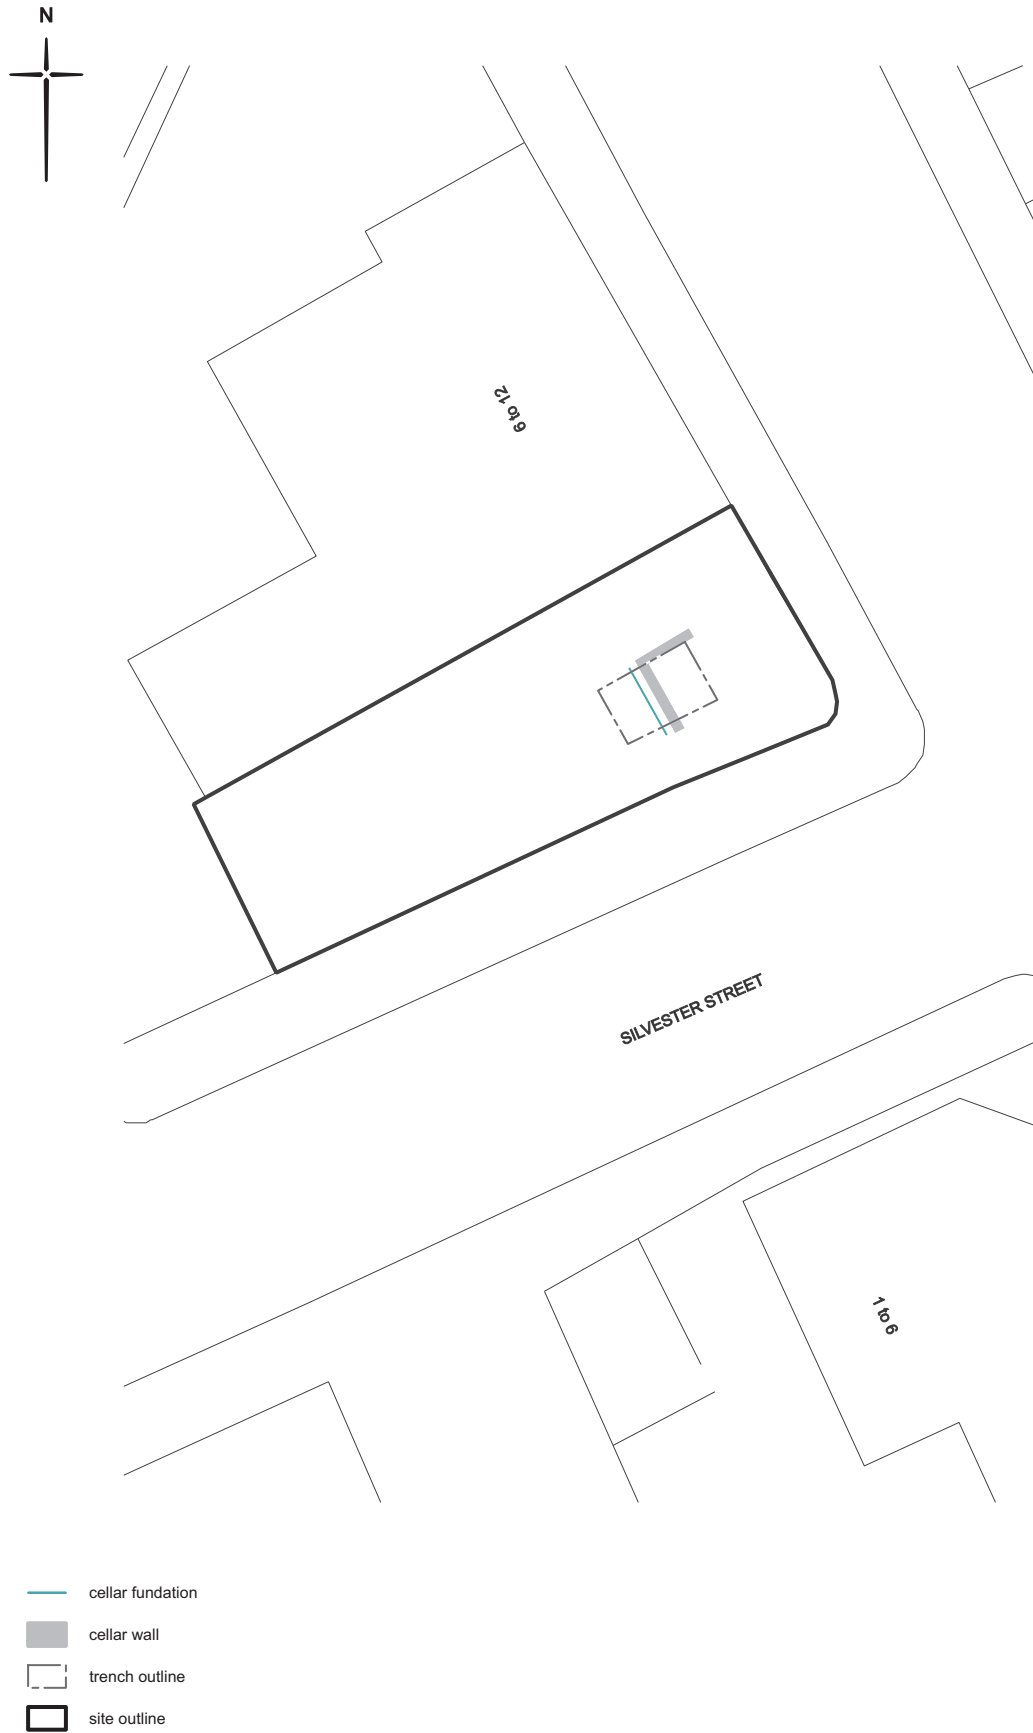 N
6 to 12
SILVESTER STREET
1 to 6
cellar fundation
cellar wall
trench outline
site outline